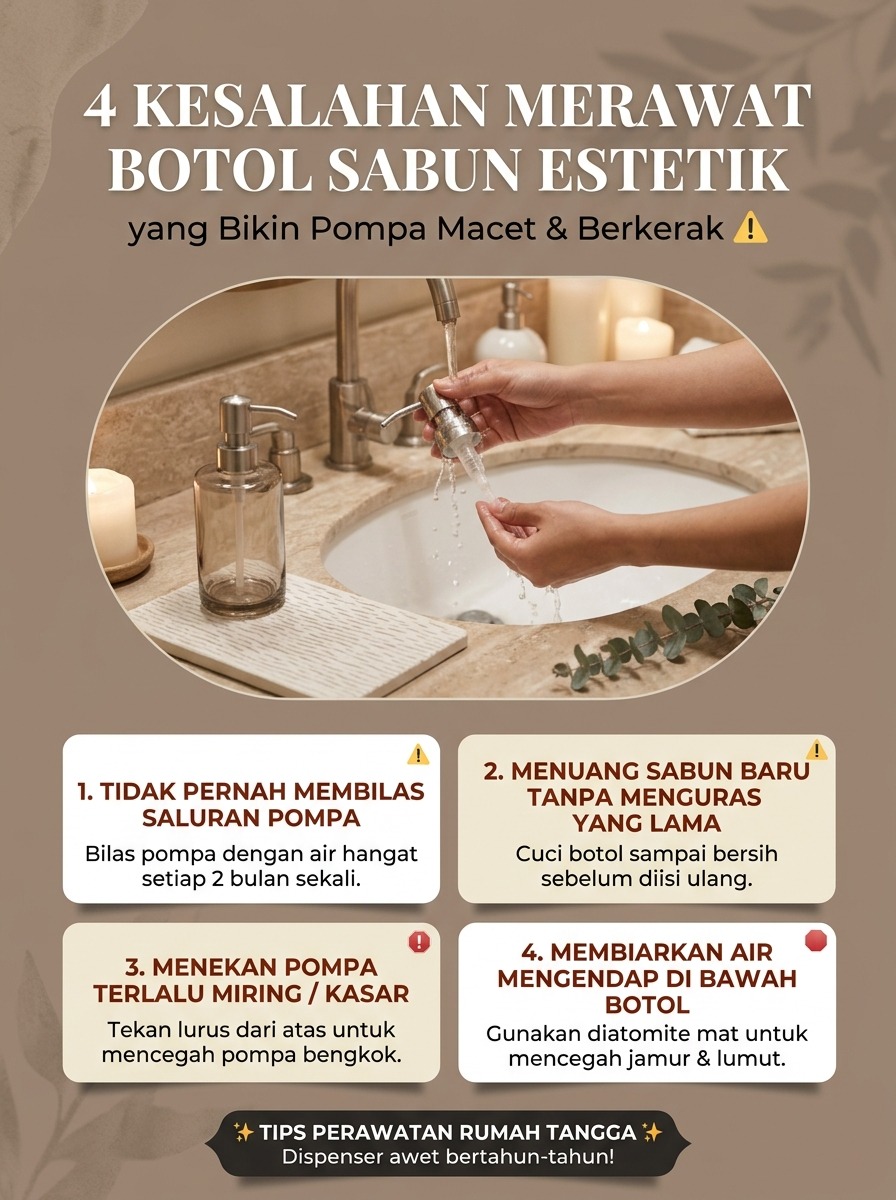 4 KESALAHAN MERAWAT
BOTOL SABUN ESTETIK
yang Bikin Pompa Macet & Berkerak ⚠️
1. TIDAK PERNAH MEMBILAS
SALURAN POMPA
Bilas pompa dengan air hangat
setiap 2 bulan sekali.
2. MENUANG SABUN BARU
TANPA MENGURAS
YANG LAMA
Cuci botol sampai bersih
sebelum diisi ulang.
3. MENEKAN POMPA
TERLALU MIRING / KASAR
Tekan lurus dari atas untuk
mencegah pompa bengkok.
4. MEMBIARKAN AIR
MENGENDAP DI BAWAH
BOTOL
Gunakan diatomite mat untuk
mencegah jamur & lumut.
✨ TIPS PERAWATAN RUMAH TANGGA ✨
Dispenser awet bertahun-tahun!